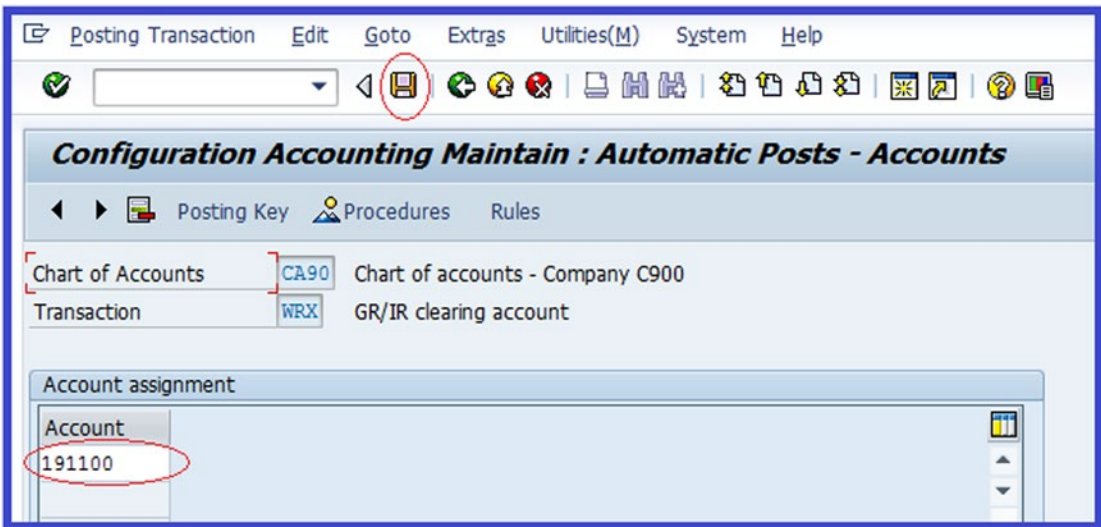 Posting Transaction Edit Goto Extras Utilities(M) System Help
Configuration Accounting Maintain : Automatic Posts - Accounts
Posting Key Procedures Rules
Chart of Accounts CA90 Chart of accounts - Company C900
Transaction WRX GR/IR clearing account
Account assignment
Account
191100